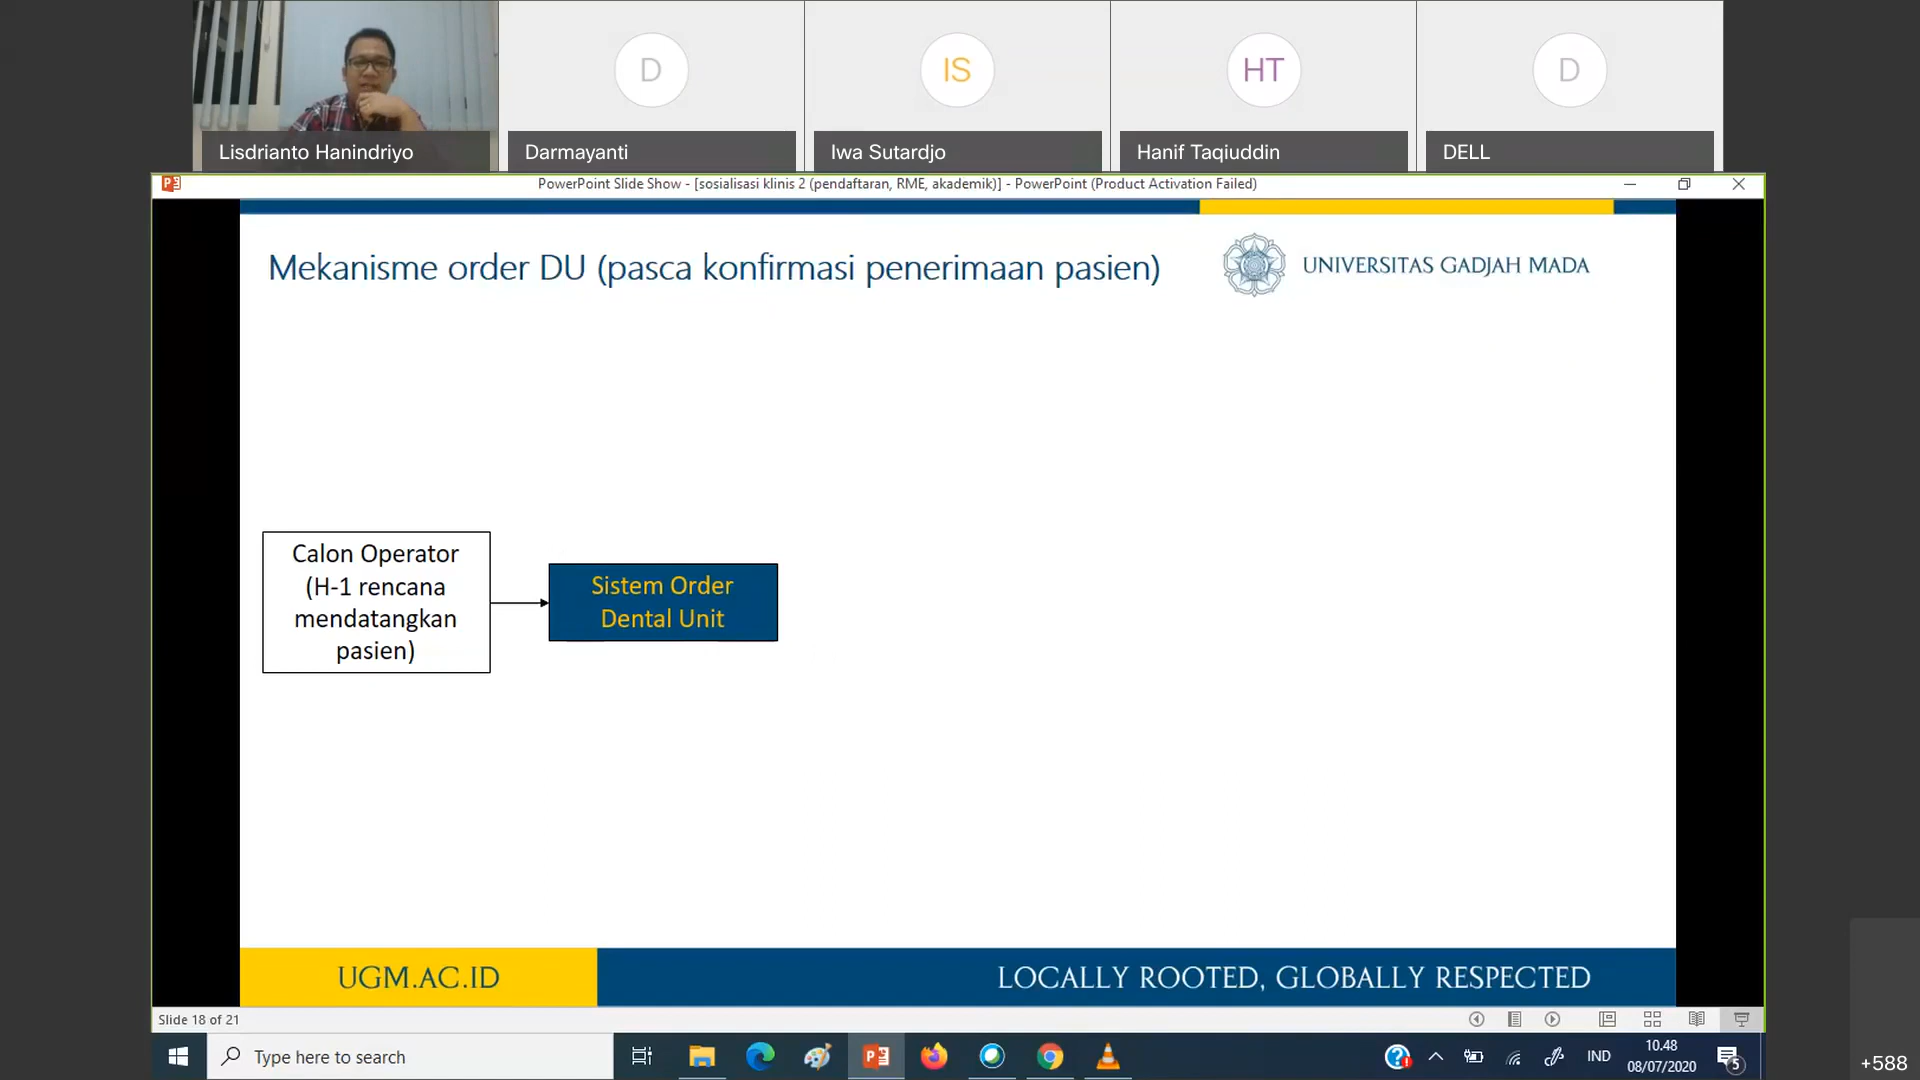 D
IS
HT
D
Lisdrianto Hanindriyo
Darmayanti
Iwa Sutardjo
Hanif Taqiuddin
DELL
PowerPoint Slide Show - [sosialisasi klinis 2 (pendaftaran, RME, akademik)] - PowerPoint (Product Activation Failed)
Mekanisme order DU (pasca konfirmasi penerimaan pasien)
UNIVERSITAS GADJAH MADA
Calon Operator
(H-1 rencana
mendatangkan
pasien)
Sistem Order
Dental Unit
UGM.AC.ID
LOCALLY ROOTED, GLOBALLY RESPECTED
Slide 18 of 21
Type here to search
IND
10.48
08/07/2020
5
+588